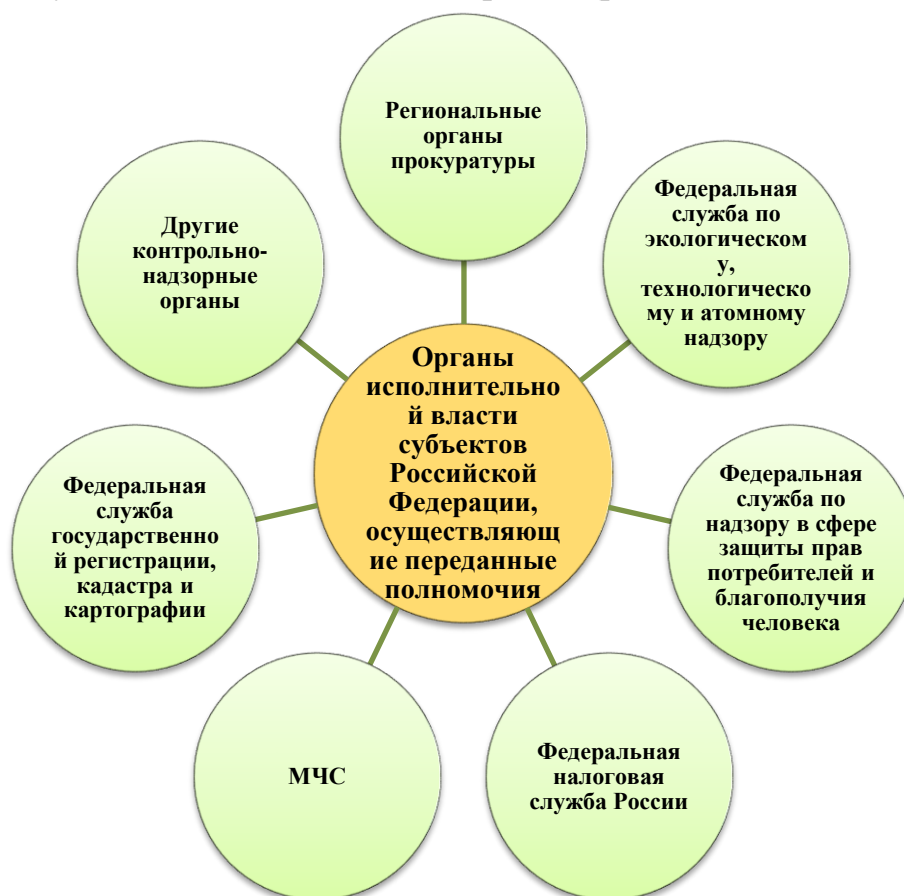 Региональные
органы
прокуратуры
Федеральная
служба по
экологическом
у,
технологическо
му и атомному
надзору
Федеральная
служба по
надзору в сфере
защиты прав
потребителей и
благополучия
человека
Федеральная
налоговая
служба России
МЧС
Федеральная
служба
государственно
й регистрации,
кадастра и
картографии
Другие
контрольно-
надзорные
органы
Органы
исполнительно
й власти
субъектов
Российской
Федерации,
осуществляющ
ие переданные
полномочия